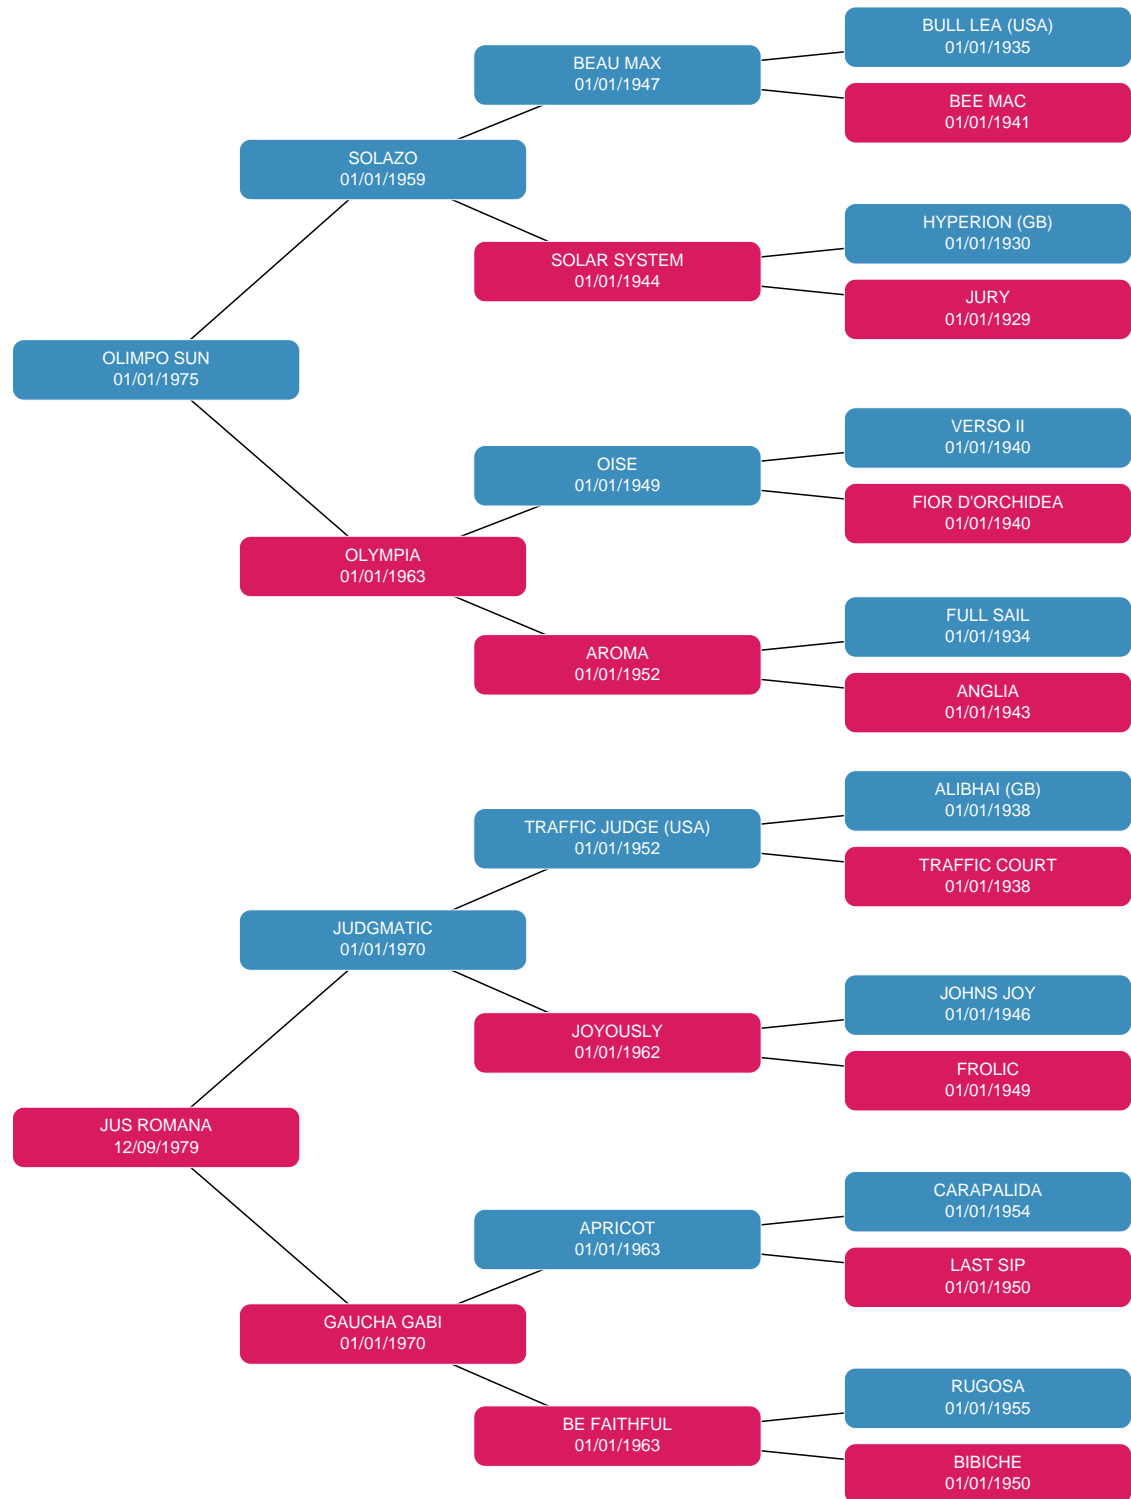 BULL LEA (USA)
01/01/1935
BEAU MAX
01/01/1947
BEE MAC
01/01/1941
SOLAZO
01/01/1959
HYPERION (GB)
01/01/1930
SOLAR SYSTEM
01/01/1944
JURY
01/01/1929
OLIMPO SUN
01/01/1975
VERSO II
01/01/1940
OISE
01/01/1949
FIOR D'ORCHIDEA
01/01/1940
OLYMPIA
01/01/1963
FULL SAIL
01/01/1934
AROMA
01/01/1952
ANGLIA
01/01/1943
ALIBHAI (GB)
01/01/1938
TRAFFIC JUDGE (USA)
01/01/1952
TRAFFIC COURT
01/01/1938
JUDGMATIC
01/01/1970
JOHNS JOY
01/01/1946
JOYOUSLY
01/01/1962
FROLIC
01/01/1949
JUS ROMANA
12/09/1979
CARAPALIDA
01/01/1954
APRICOT
01/01/1963
LAST SIP
01/01/1950
GAUCHA GABI
01/01/1970
RUGOSA
01/01/1955
BE FAITHFUL
01/01/1963
BIBICHE
01/01/1950